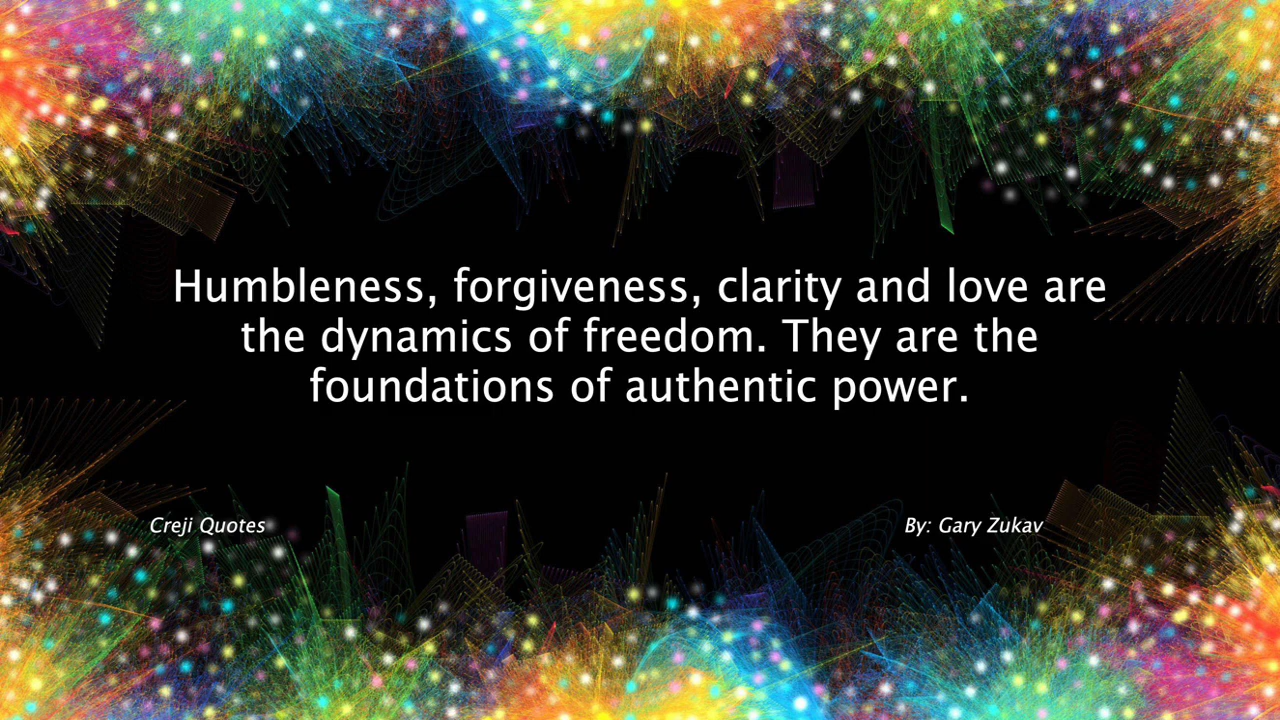 Humbleness, forgiveness, clarity and love are
the dynamics of freedom. They are the
foundations of authentic power.
Creji Quotes
By: Gary Zukav